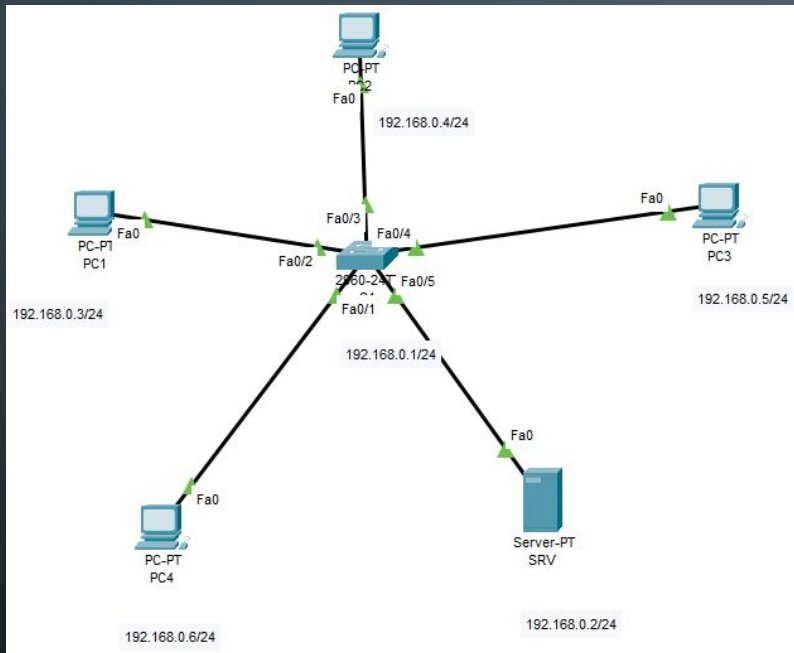 PC-PT
Fa0
192.168.0.4/24
Fa0
PC-PT
PC1
Fa0
PC-PT
PC3
Fa0/3
Fa0/4
Fa0/2
Fa0/5
Fa0/1
192.168.0.3/24
192.168.0.5/24
192.168.0.1/24
Fa0
Fa0
PC-PT
PC4
Server-PT
SRV
192.168.0.6/24
192.168.0.2/24